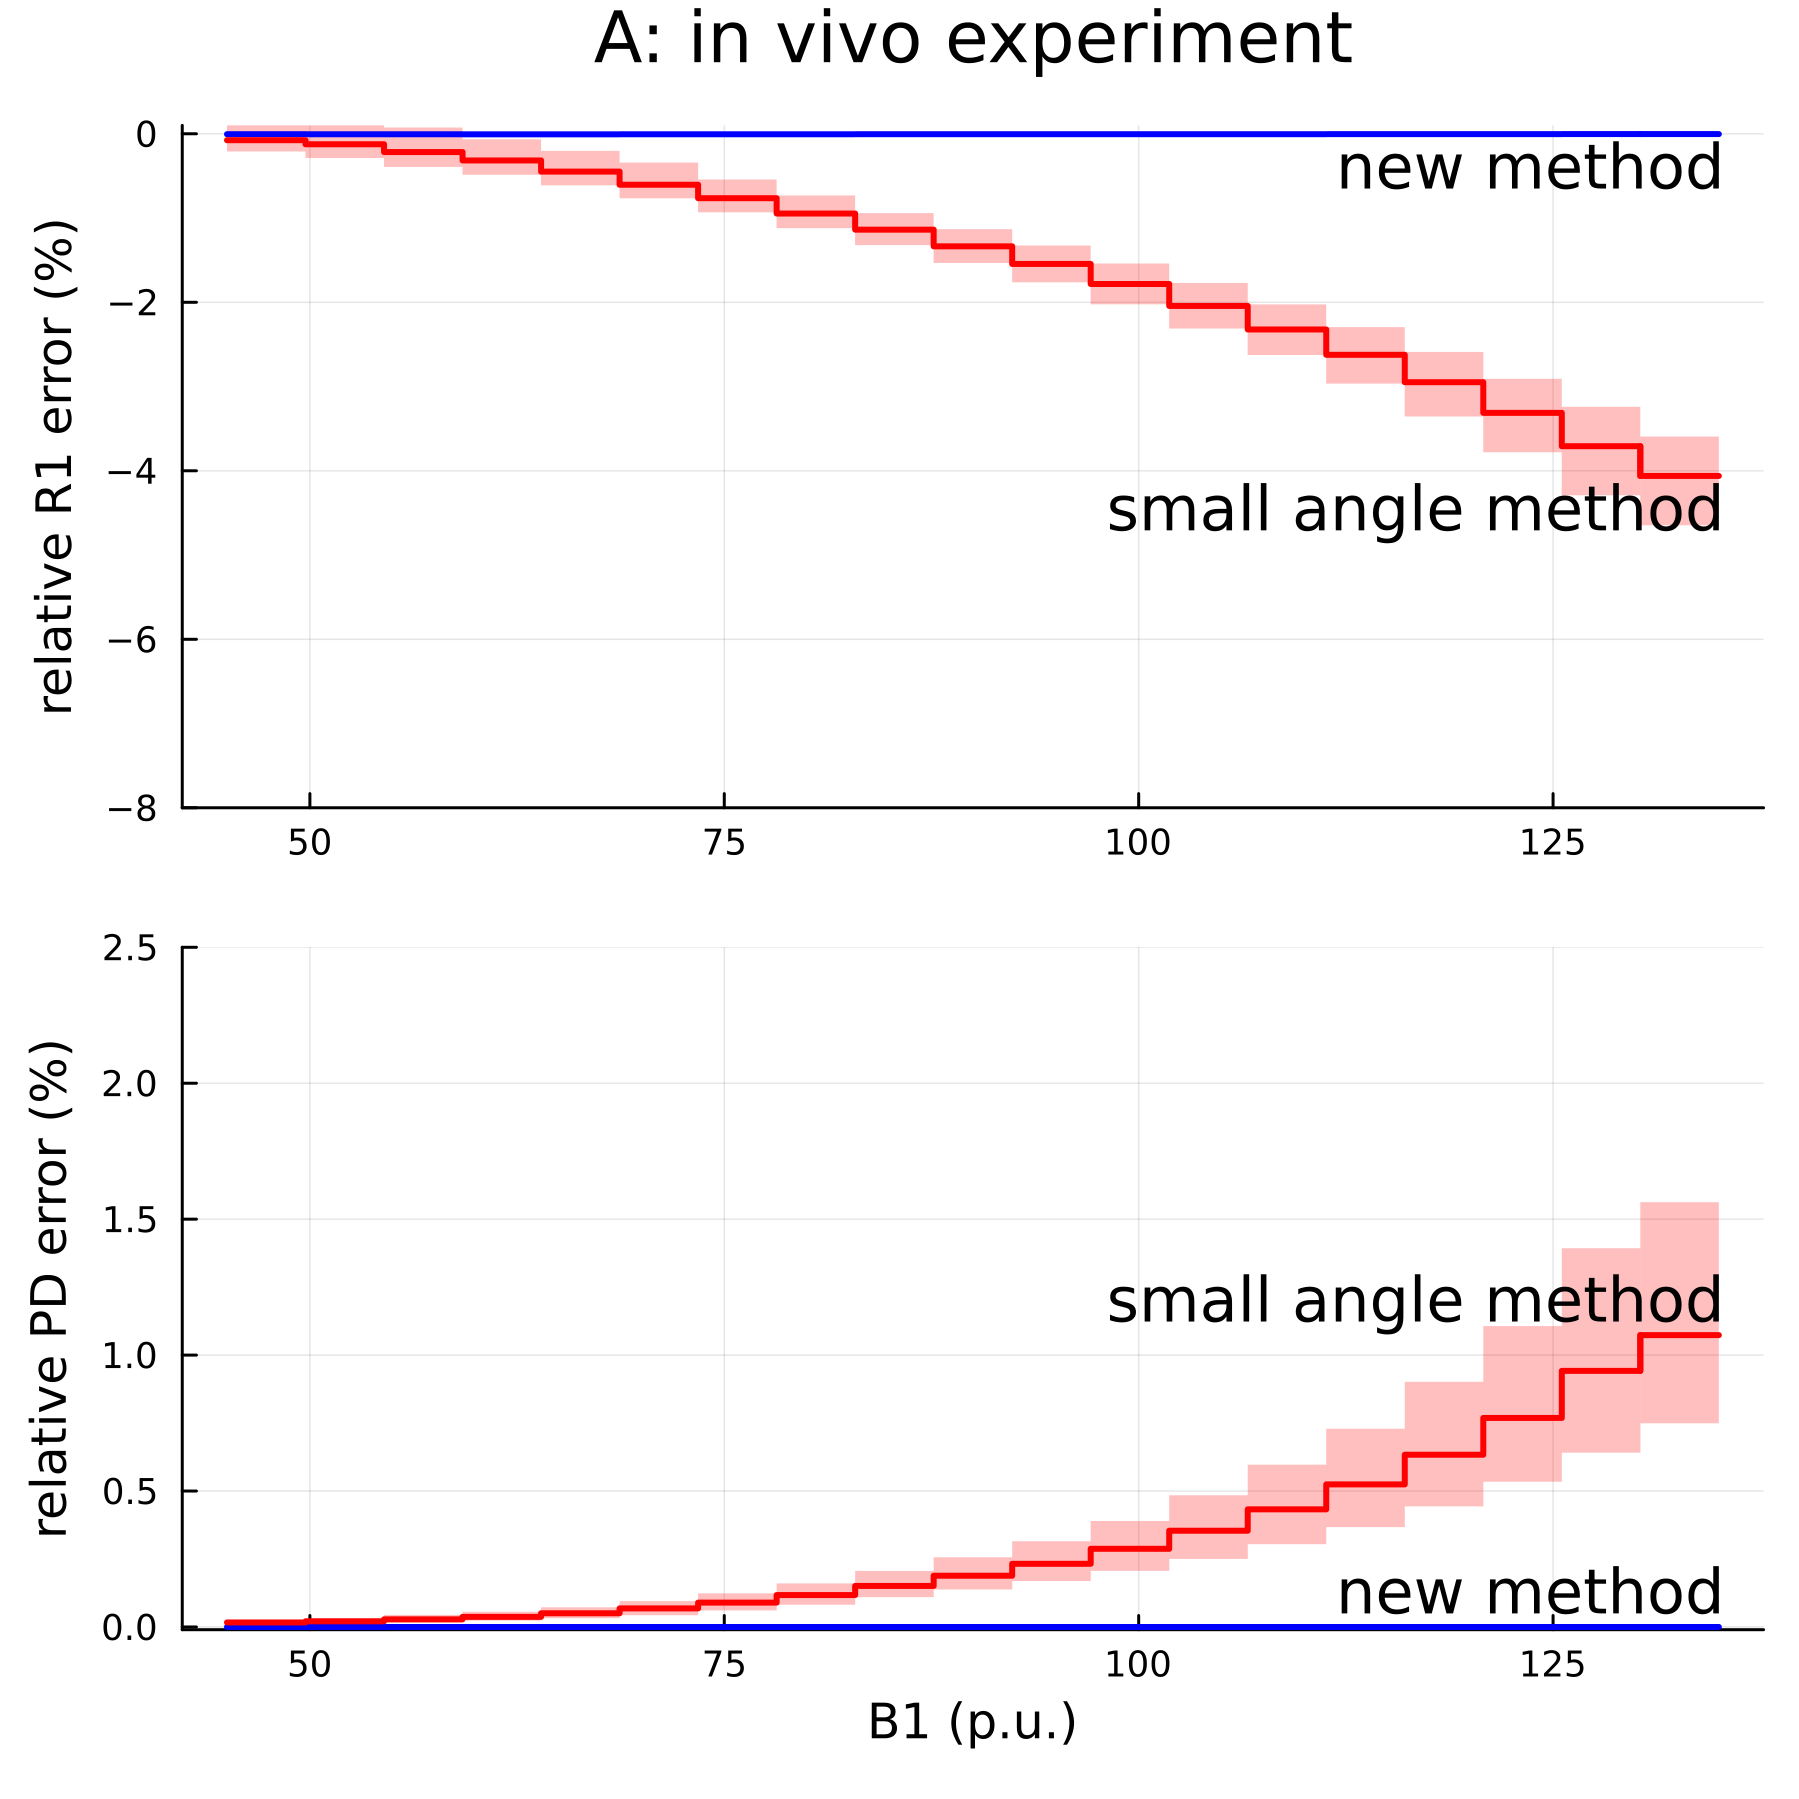 A: in vivo experiment
relative R1 error (%)
0
−2
−4
−6
−8
new method
small angle method
50 75 100 125
relative PD error (%)
2.5
2.0
1.5
1.0
0.5
0.0
small angle method
new method
50 75 100 125
B1 (p.u.)